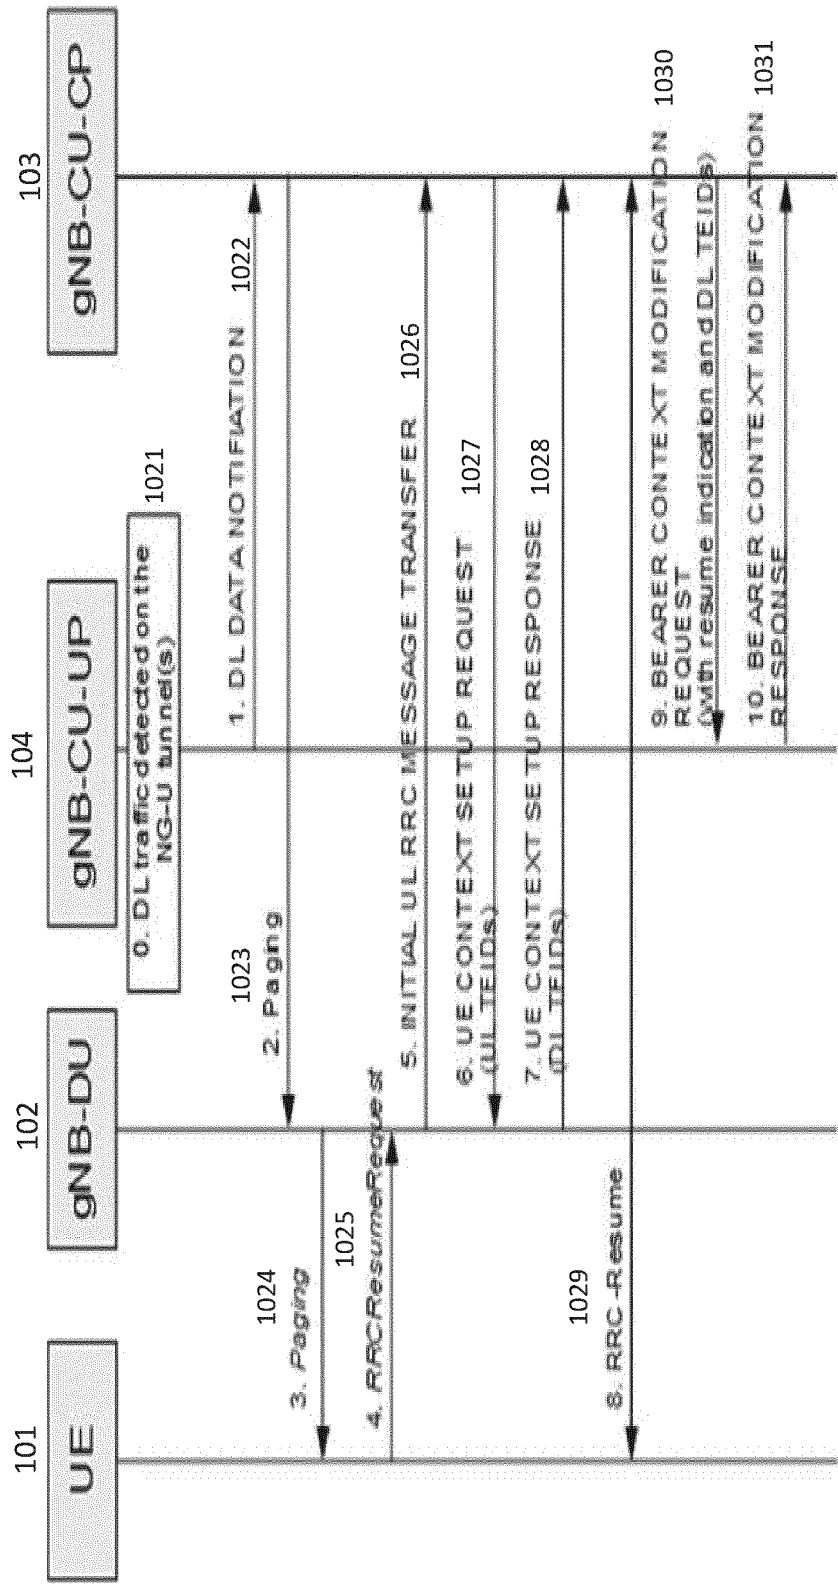 101
UE
102
gNB-DU
104
gNB-CU-UP
103
gNB-CU-CP
0. DL traffic detected on the
NG-U tunnel(s)
1021
1. DL DATA NOTIFIATION
1022
1023
2. Paging
1024
3. Paging
1025
4. RRCResumeRequest
5. INITIAL UL RRC MESSAGE TRANSFER
1026
6. UE CONTEXT SETUP REQUEST
(UL TEIDs)
1027
7. UE CONTEXT SETUP RESPONSE
(DL TEIDs)
1028
1029
8. RRC-Resume
9. BEARER CONTEXT MODIFICATION
REQUEST
(with resume indication and DL TEIDs)
1030
10. BEARER CONTEXT MODIFICATION
RESPONSE
1031